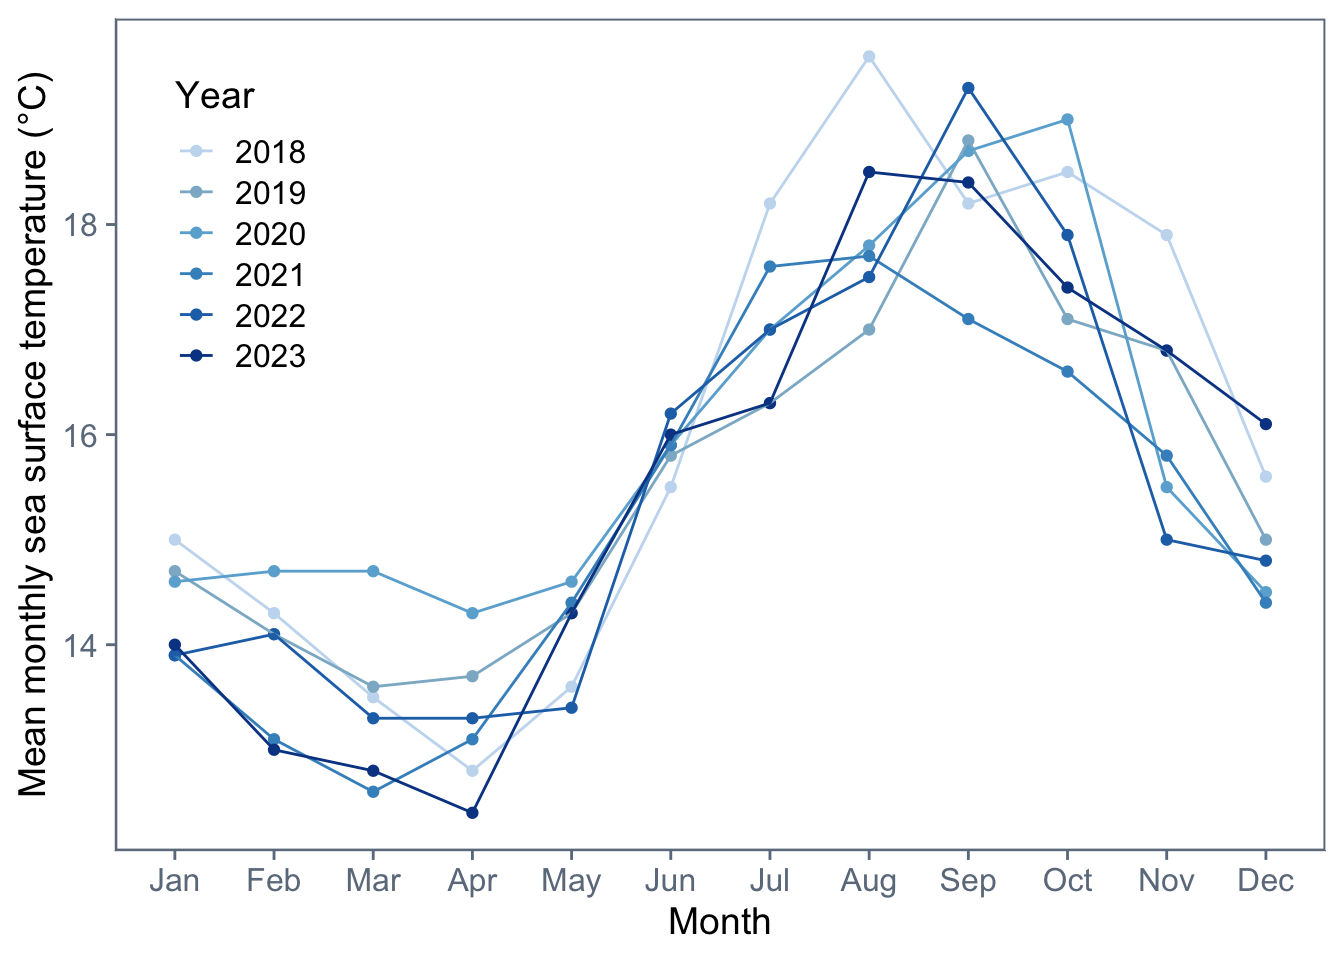 Mean monthly sea surface temperature (°C)
Year
2018
2019
2020
2021
2022
2023
18
16
14
Jan Feb Mar Apr May Jun Jul Aug Sep Oct Nov Dec
Month